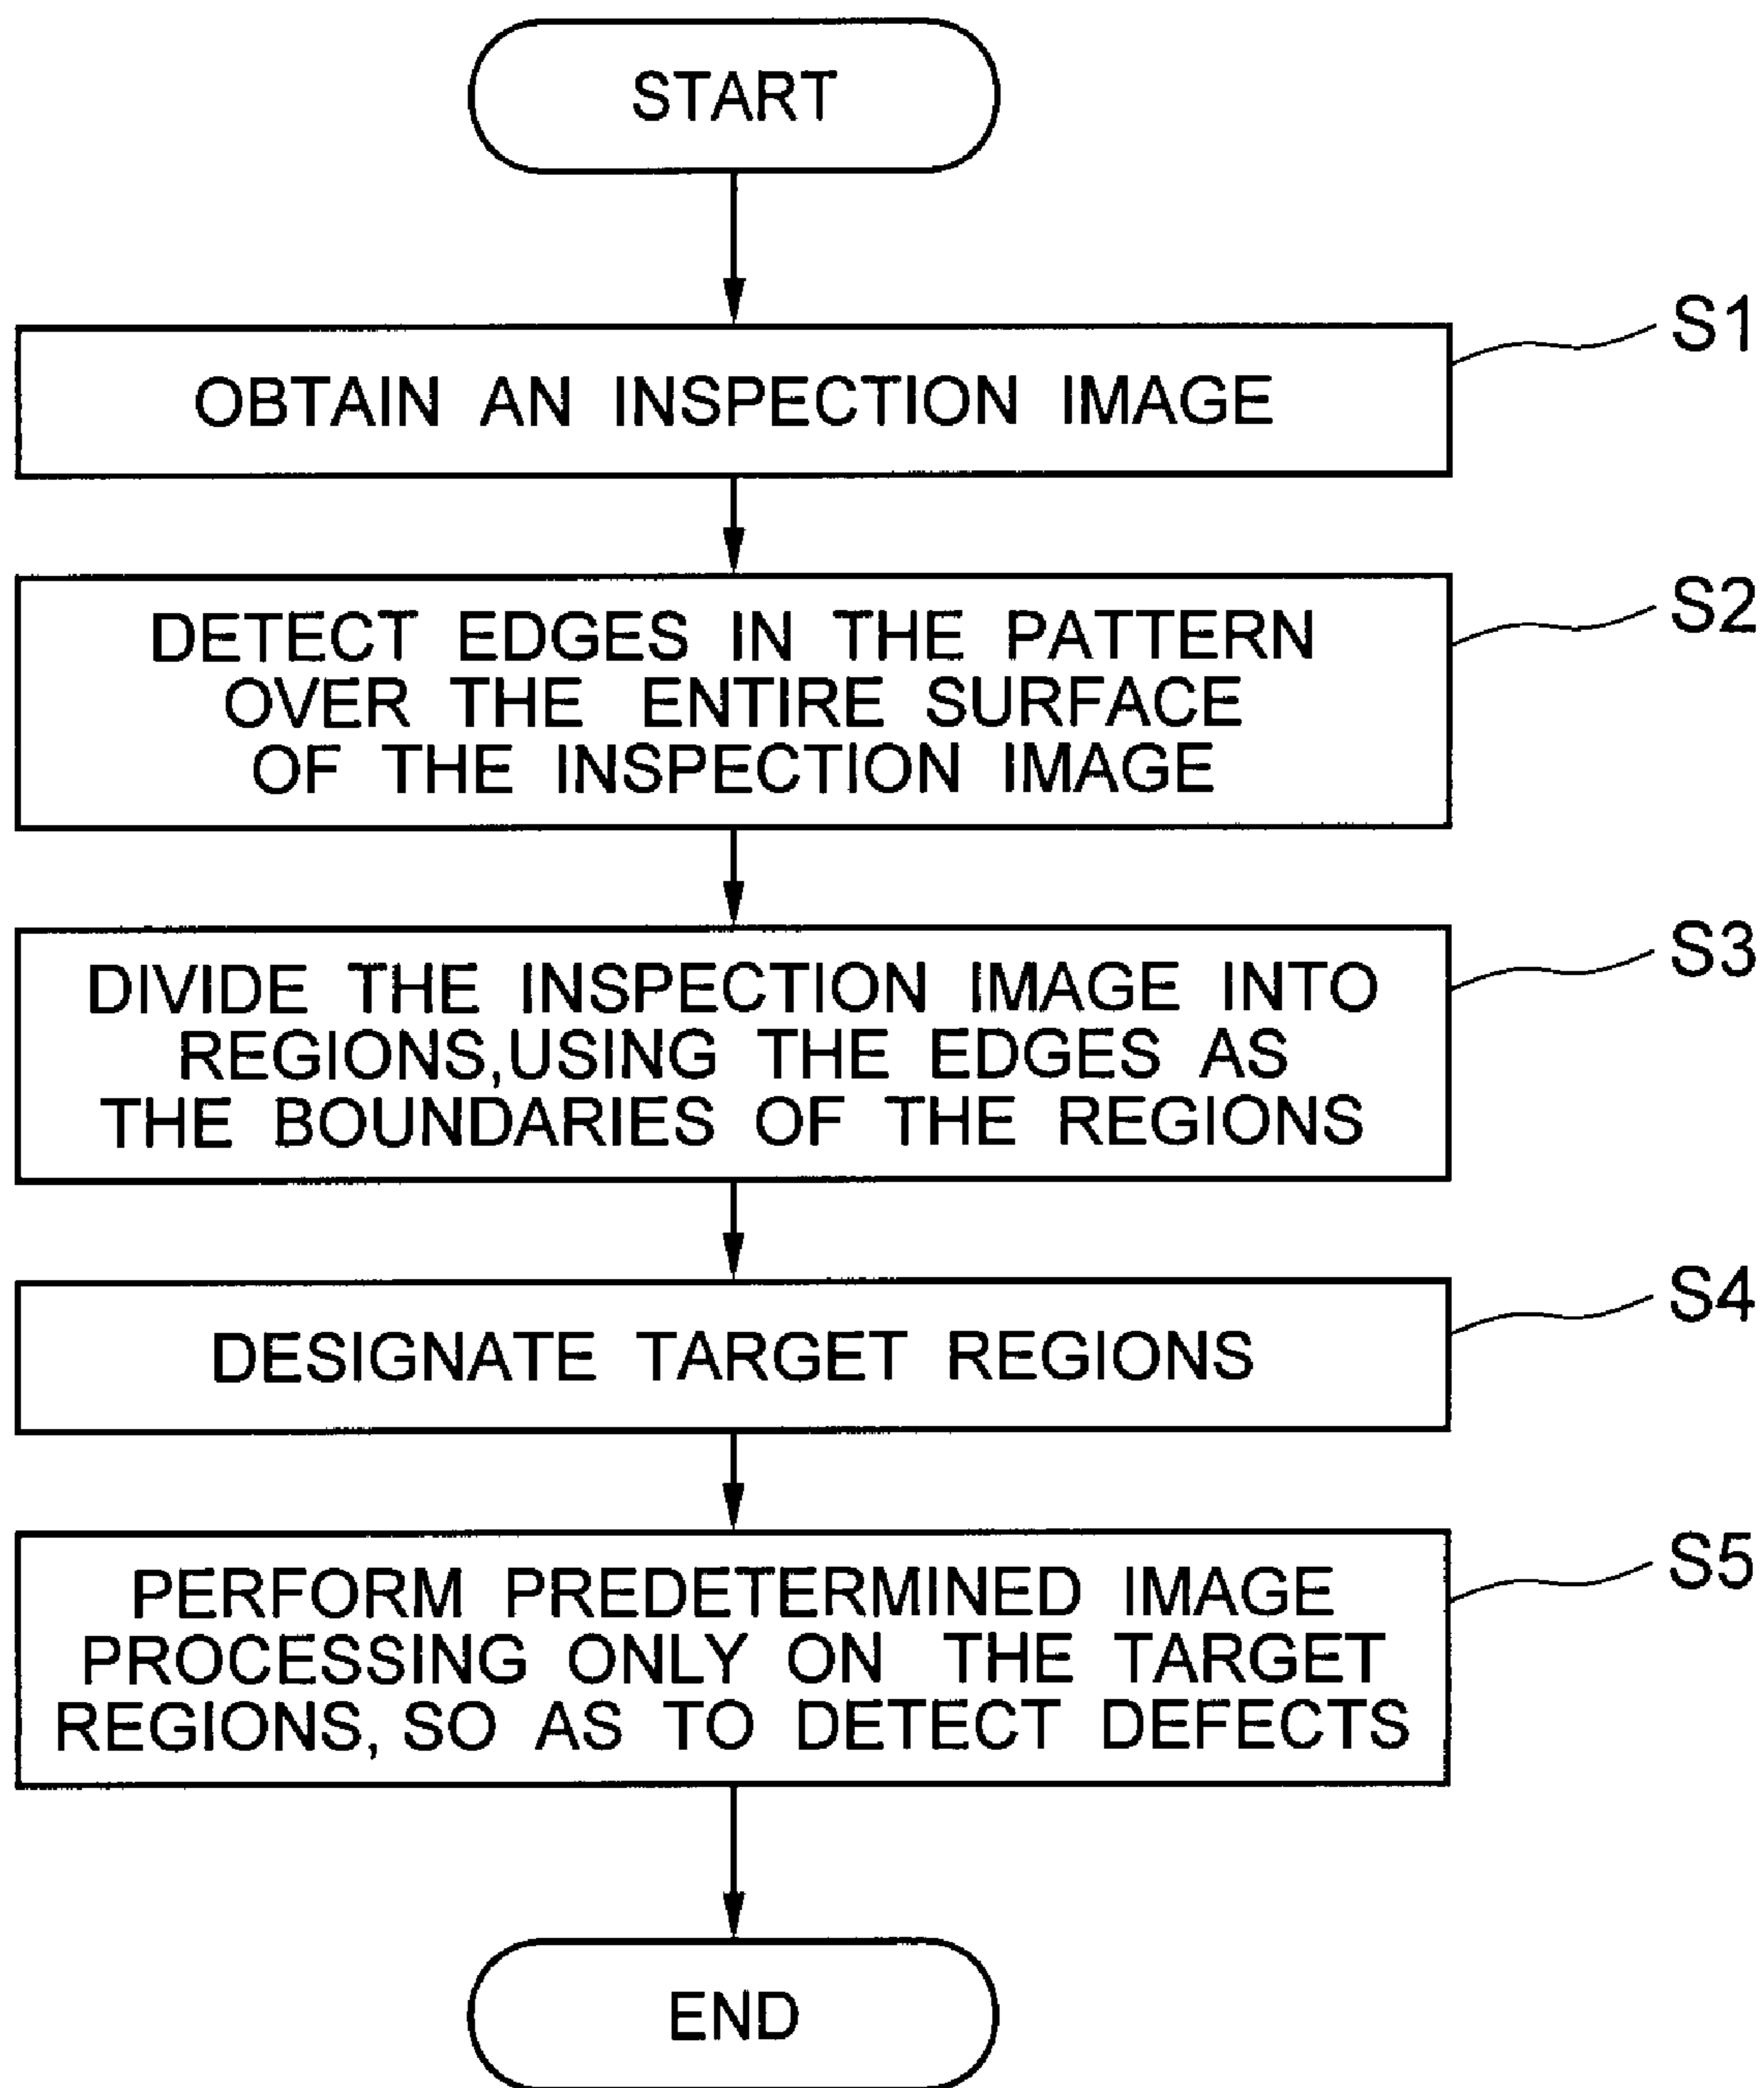 START
S1
OBTAIN AN INSPECTION IMAGE
S2
DETECT EDGES IN THE PATTERN
OVER THE ENTIRE SURFACE
OF THE INSPECTION IMAGE
S3
DIVIDE THE INSPECTION IMAGE INTO
REGIONS,USING THE EDGES AS
THE BOUNDARIES OF THE REGIONS
S4
DESIGNATE TARGET REGIONS
S5
PERFORM PREDETERMINED IMAGE
PROCESSING ONLY ON THE TARGET
REGIONS, SO AS TO DETECT DEFECTS
END